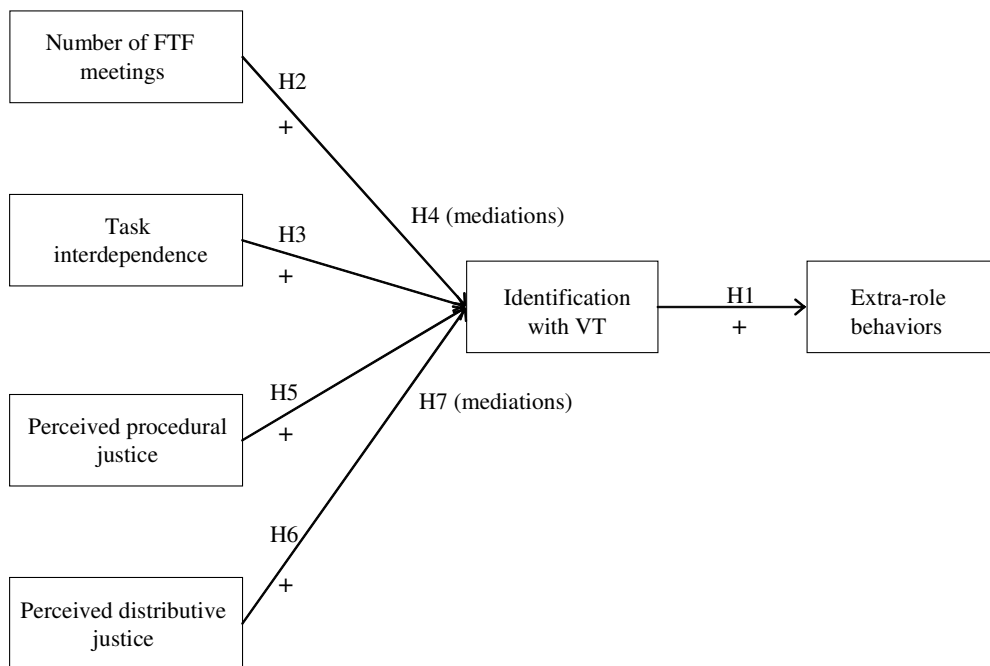 Number of FTF
meetings
H2
+
Task
interdependence
H3
+
H4 (mediations)
Identification
with VT
H1
+
Extra-role
behaviors
Perceived procedural
justice
H5
+
H7 (mediations)
Perceived distributive
justice
H6
+